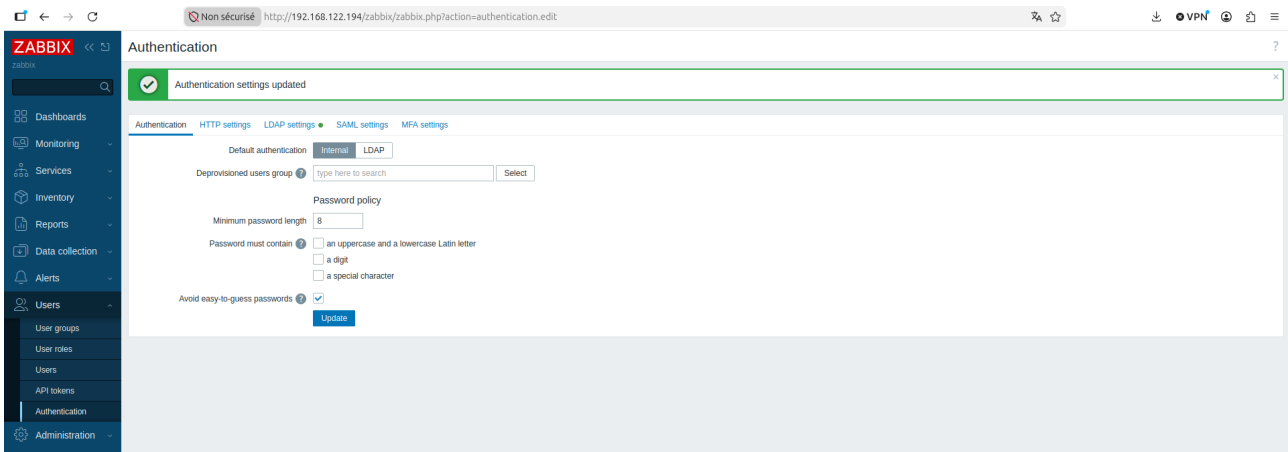 Non sécurisé http://192.168.122.194/zabbix/zabbix.php?action=authentication.edit
VPN
ZABBIX
zabbix
Dashboards
Monitoring
Services
Inventory
Reports
Data collection
Alerts
Users
User groups
User roles
Users
API tokens
Authentication
Administration
Authentication
?
Authentication settings updated
Authentication HTTP settings LDAP settings SAML settings MFA settings
Default authentication Internal LDAP
Deprovisioned users group ? type here to search Select
Password policy
Minimum password length 8
Password must contain ? an uppercase and a lowercase Latin letter
a digit
a special character
Avoid easy-to-guess passwords ?
Update